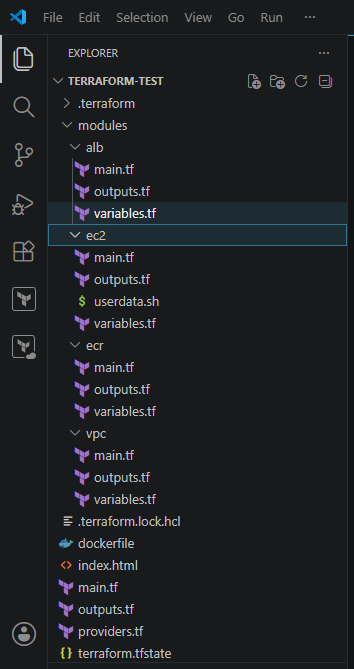 File Edit Selection View Go Run ...
EXPLORER ...
TERRAFORM-TEST
.terraform
modules
alb
main.tf
outputs.tf
variables.tf
ec2
main.tf
outputs.tf
$ userdata.sh
variables.tf
ecr
main.tf
outputs.tf
variables.tf
vpc
main.tf
outputs.tf
variables.tf
.terraform.lock.hcl
dockerfile
<> index.html
main.tf
outputs.tf
providers.tf
{} terraform.tfstate